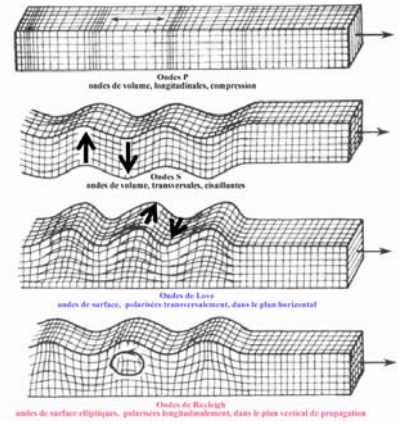 P
Ondes P
ondes de volume, longitudinales, compression
Ondes S
ondes de volume, transversales, cisaillantes
Ondes de Love
ondes de surface, polarisées transversalement, dans le plan horizontal
Ondes de Rayleigh
ondes de surface elliptiques, polarisées longitudinalement, dans le plan vertical de propagation